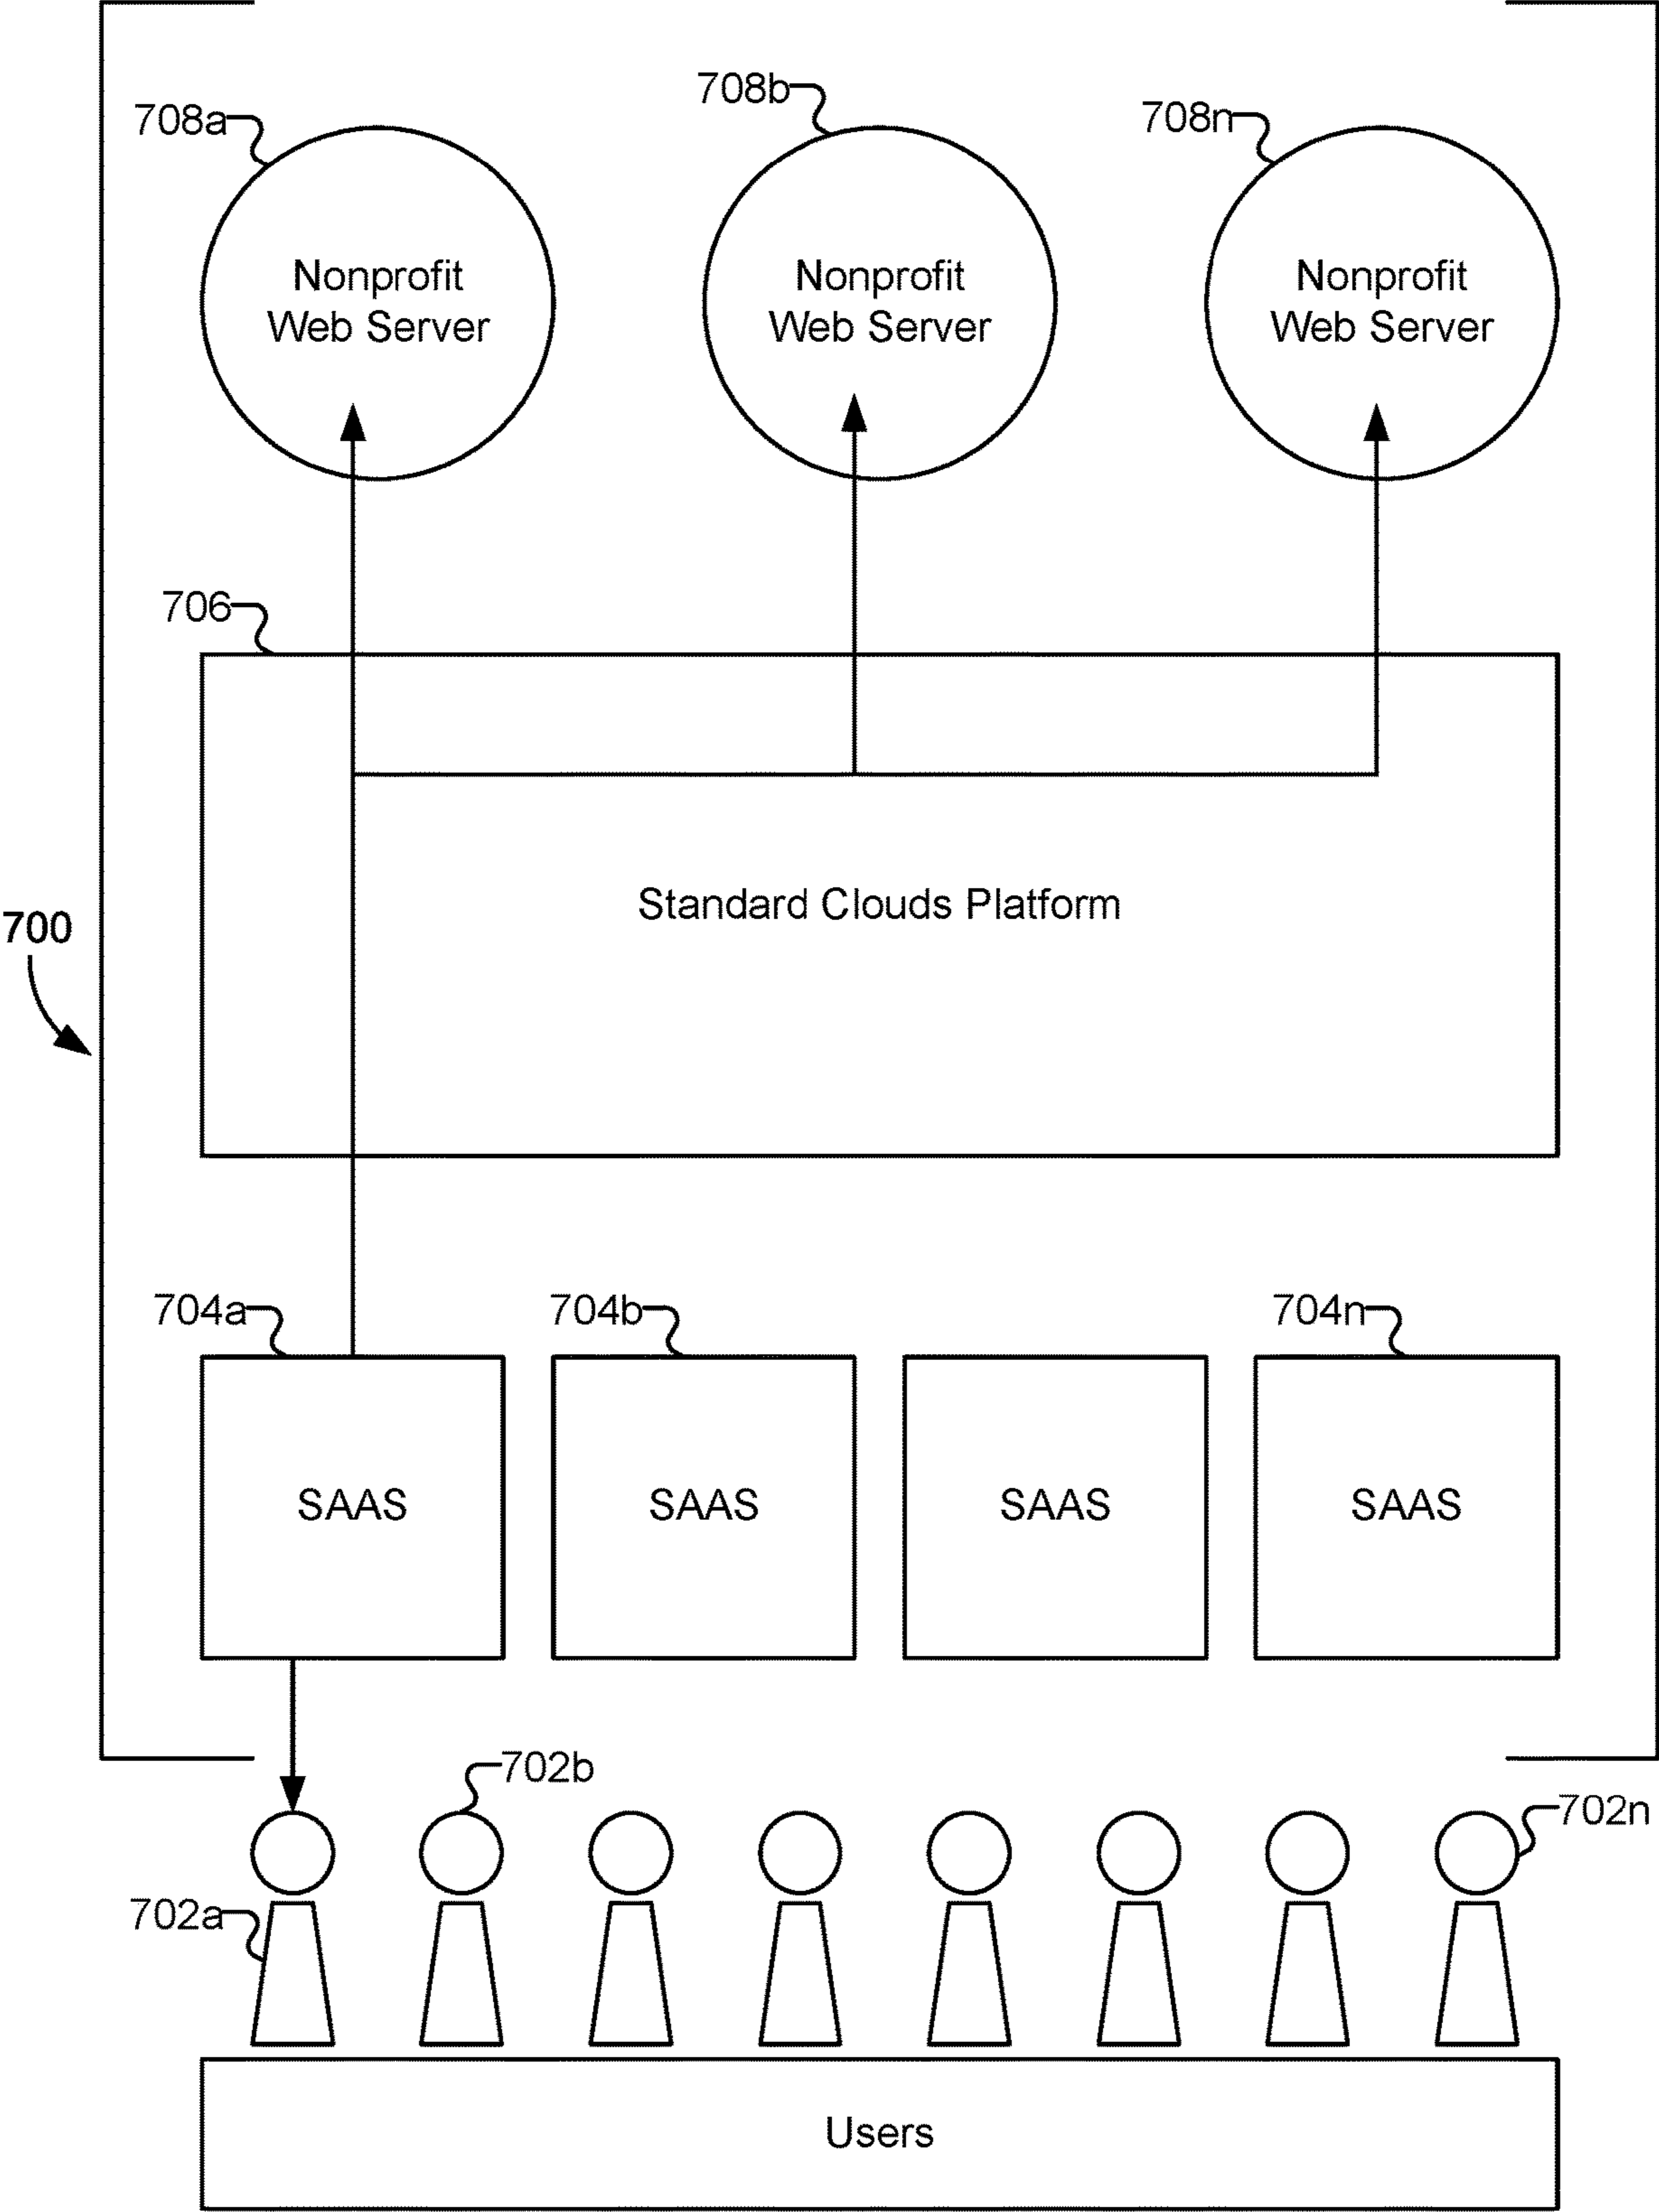 708a
708b
708n
Nonprofit
Web Server
Nonprofit
Web Server
Nonprofit
Web Server
706
Standard Clouds Platform
700
704a
704b
704n
SAAS
SAAS
SAAS
SAAS
702b
702n
702a
Users